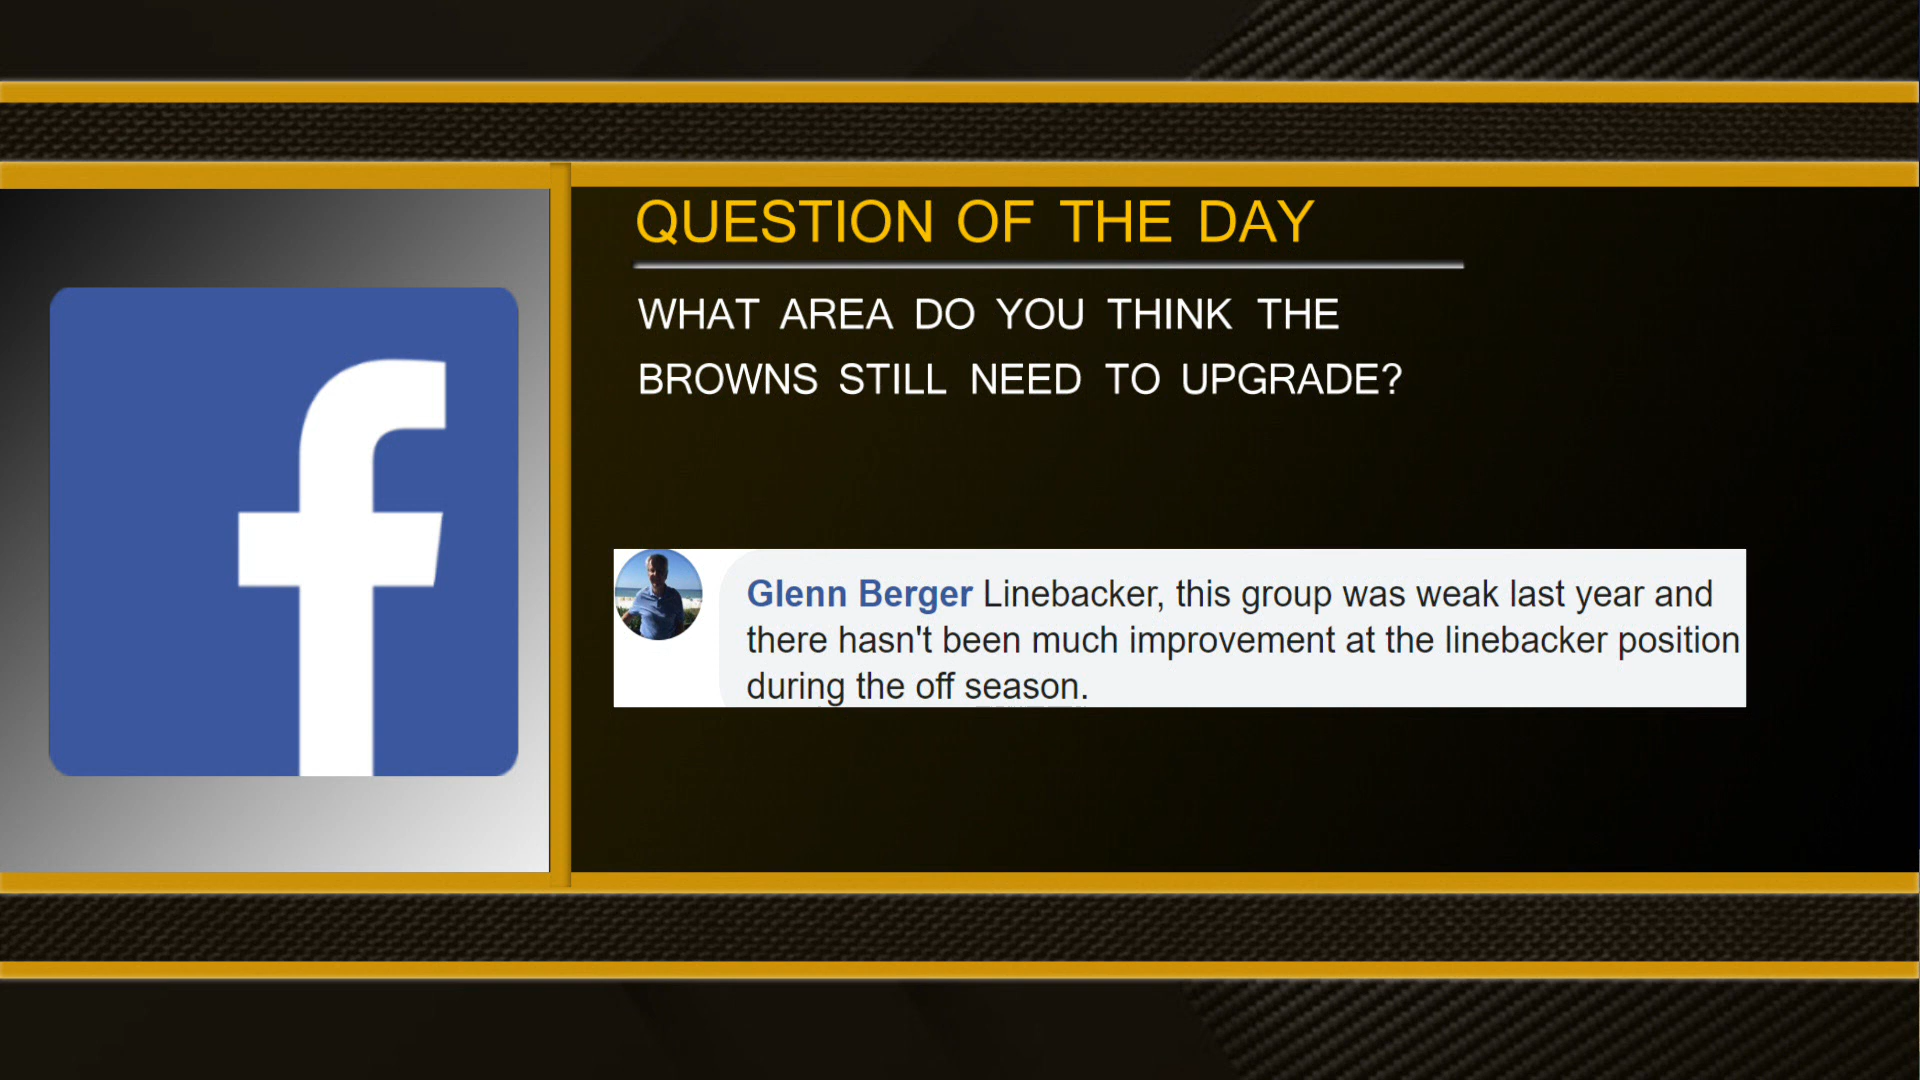 QUESTION OF THE DAY
WHAT AREA DO YOU THINK THE
BROWNS STILL NEED TO UPGRADE?
f
Glenn Berger Linebacker, this group was weak last year and
there hasn't been much improvement at the linebacker position
during the off season.